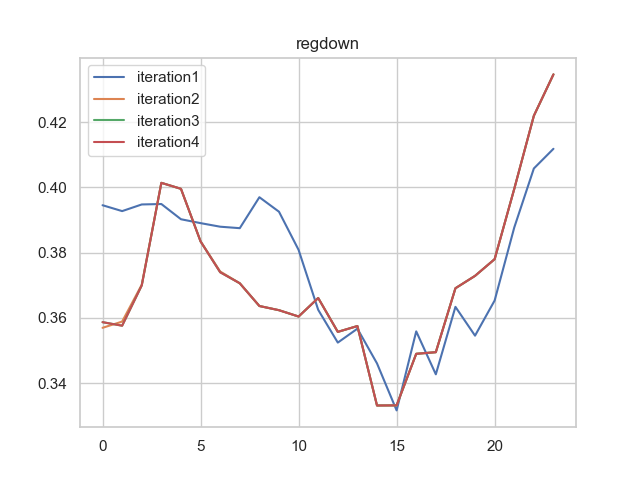 regdown
iteration1
iteration2
iteration3
iteration4
0.42
0.40
0.38
0.36
0.34
0 5 10 15 20